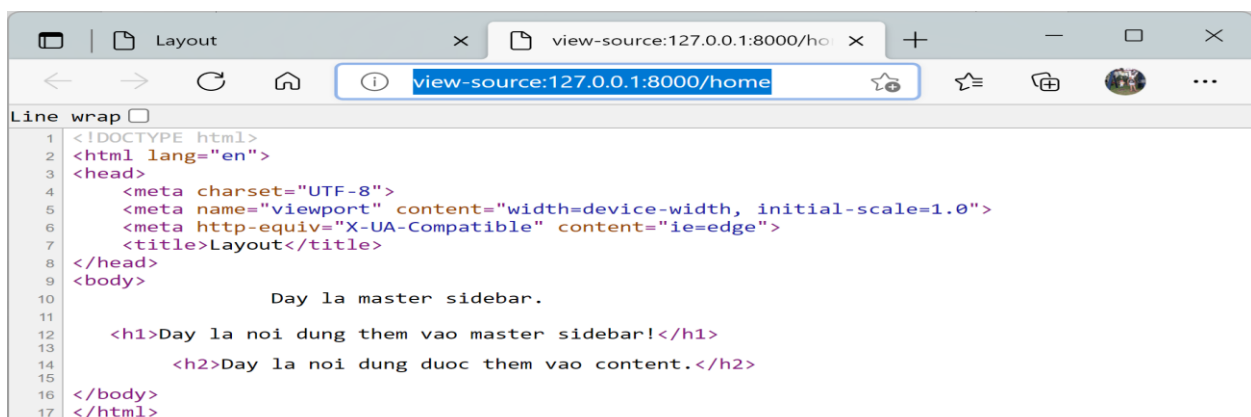 Layout
view-source:127.0.0.1:8000/ho
view-source:127.0.0.1:8000/home
Line wrap
1 <!DOCTYPE html>
2 <html lang="en">
3 <head>
4 <meta charset="UTF-8">
5 <meta name="viewport" content="width=device-width, initial-scale=1.0">
6 <meta http-equiv="X-UA-Compatible" content="ie=edge">
7 <title>Layout</title>
8 </head>
9 <body>
10 Day la master sidebar.
11
12 <h1>Day la noi dung them vao master sidebar!</h1>
13
14 <h2>Day la noi dung duoc them vao content.</h2>
15
16 </body>
17 </html>